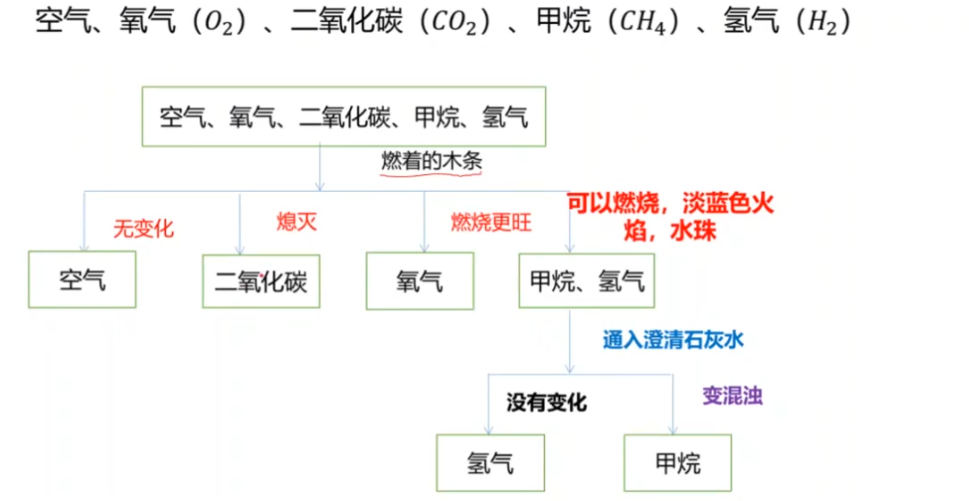 空气、氧气（O₂）、二氧化碳（CO₂）、甲烷（CH₄）、氢气（H₂）
空气、氧气、二氧化碳、甲烷、氢气
燃着的木条
无变化
熄灭
燃烧更旺
可以燃烧，淡蓝色火
焰，水珠
空气
二氧化碳
氧气
甲烷、氢气
通入澄清石灰水
没有变化
变混浊
氢气
甲烷